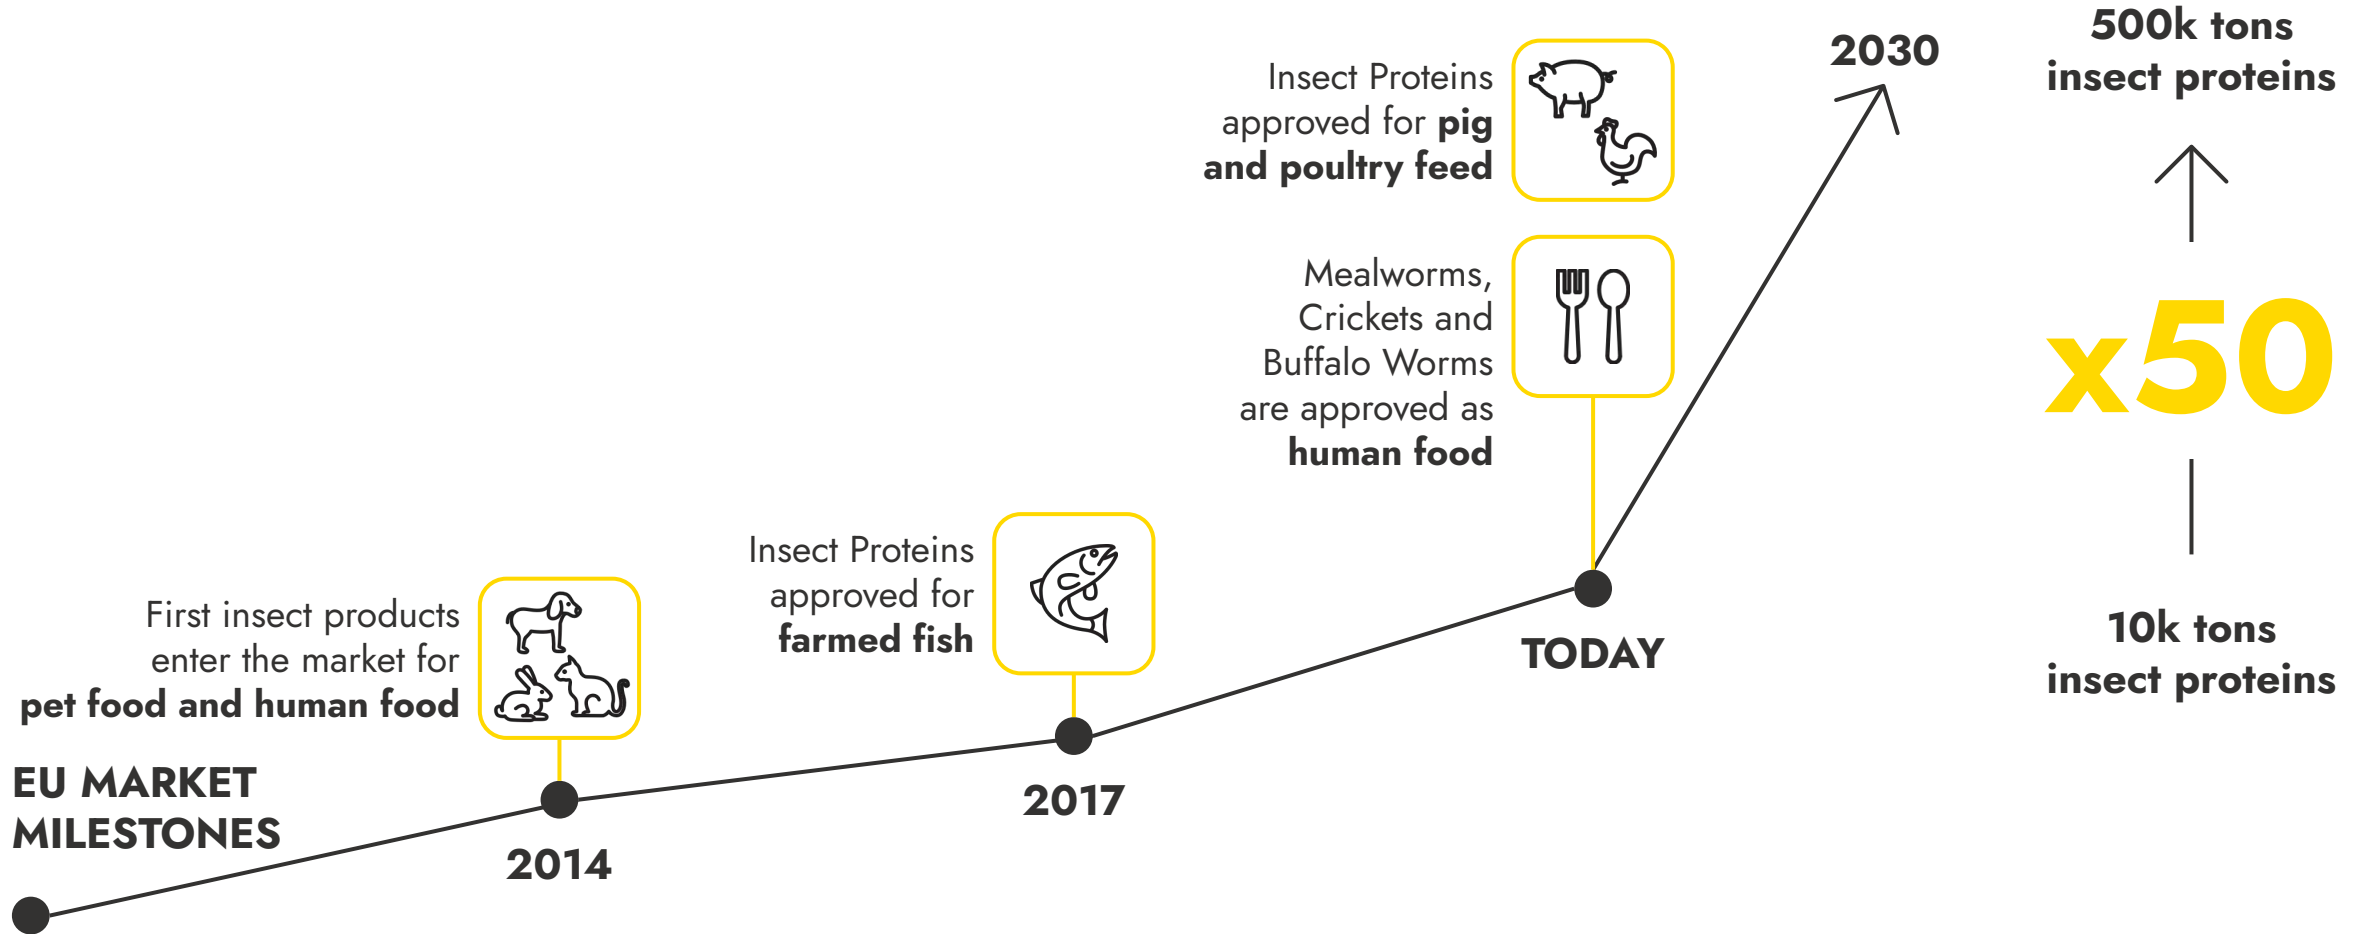 EU MARKET
MILESTONES
First insect products
enter the market for
pet food and human food
2014
Insect Proteins
approved for
farmed fish
2017
Insect Proteins
approved for pig
and poultry feed
Mealworms,
Crickets and
Buffalo Worms
are approved as
human food
TODAY
2030
500k tons
insect proteins
x50
10k tons
insect proteins